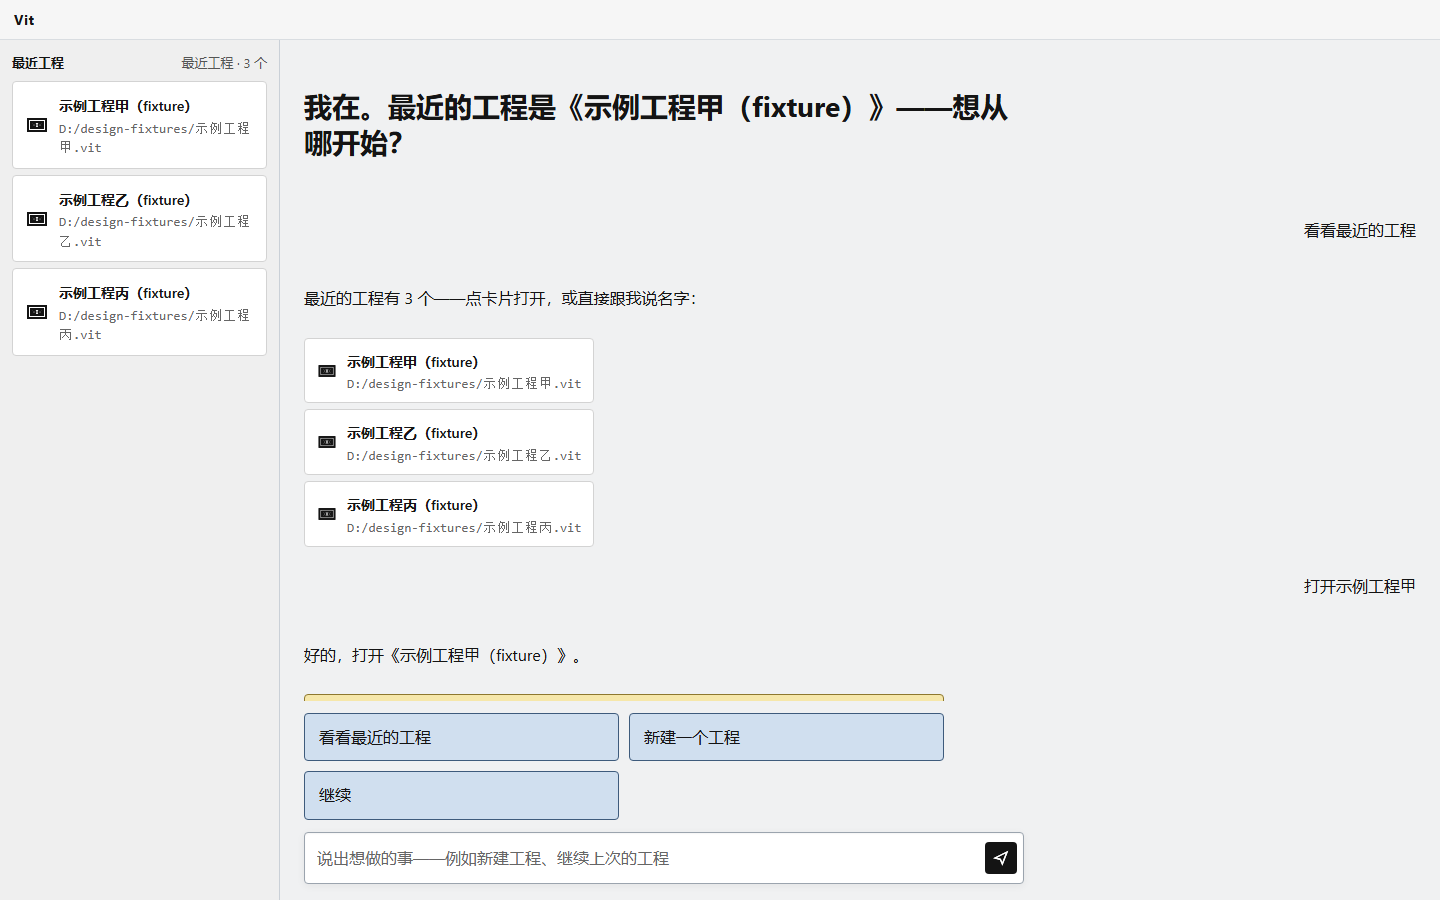 Vit
最近工程
最近工程 · 3 个
示例工程甲（fixture）
D:/design-fixtures/示例工程
甲.vit
示例工程乙（fixture）
D:/design-fixtures/示例工程
乙.vit
示例工程丙（fixture）
D:/design-fixtures/示例工程
丙.vit
我在。最近的工程是《示例工程甲（fixture）》——想从
哪开始？
看看最近的工程
最近的工程有 3 个——点卡片打开，或直接跟我说名字：
示例工程甲（fixture）
D:/design-fixtures/示例工程甲.vit
示例工程乙（fixture）
D:/design-fixtures/示例工程乙.vit
示例工程丙（fixture）
D:/design-fixtures/示例工程丙.vit
打开示例工程甲
好的，打开《示例工程甲（fixture）》。
看看最近的工程
新建一个工程
继续
说出想做的事——例如新建工程、继续上次的工程